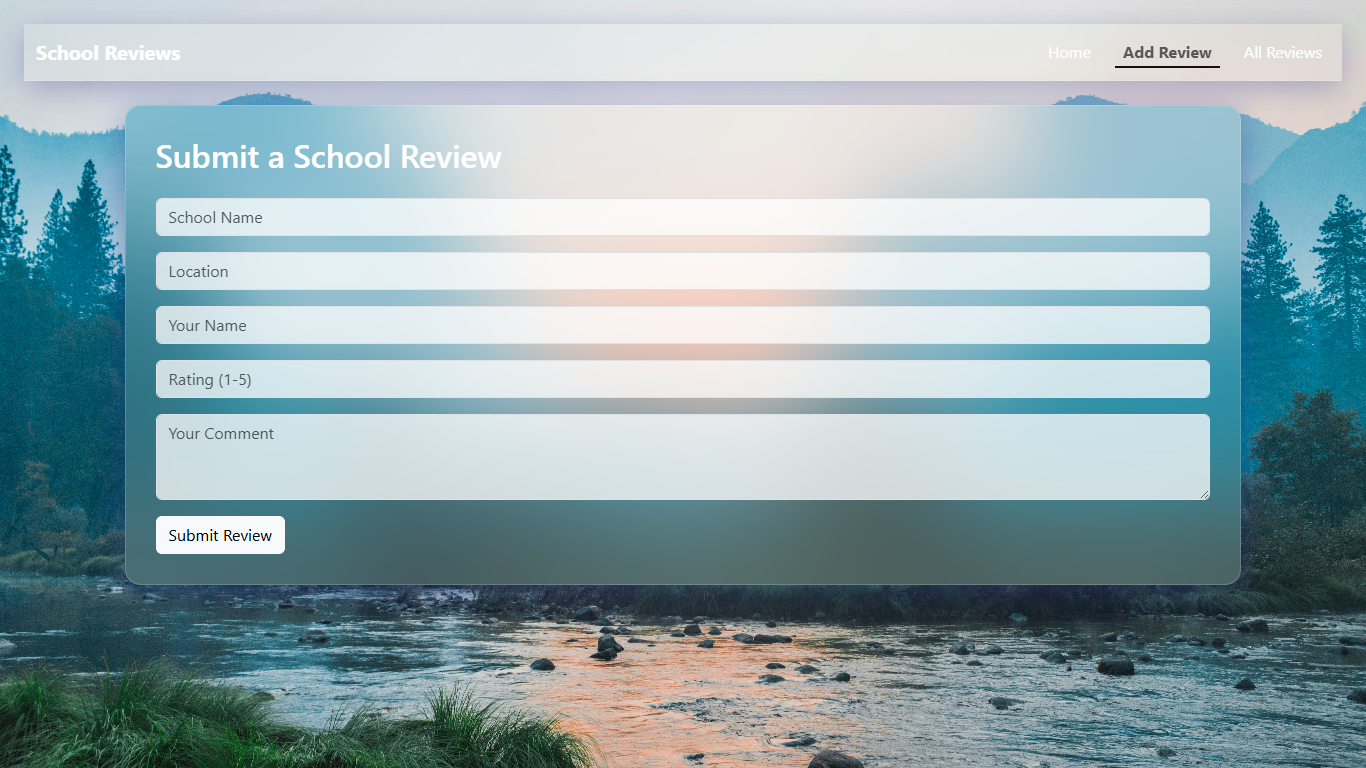 School Reviews
Home
Add Review
All Reviews
Submit a School Review
School Name
Location
Your Name
Rating (1-5)
Your Comment
Submit Review